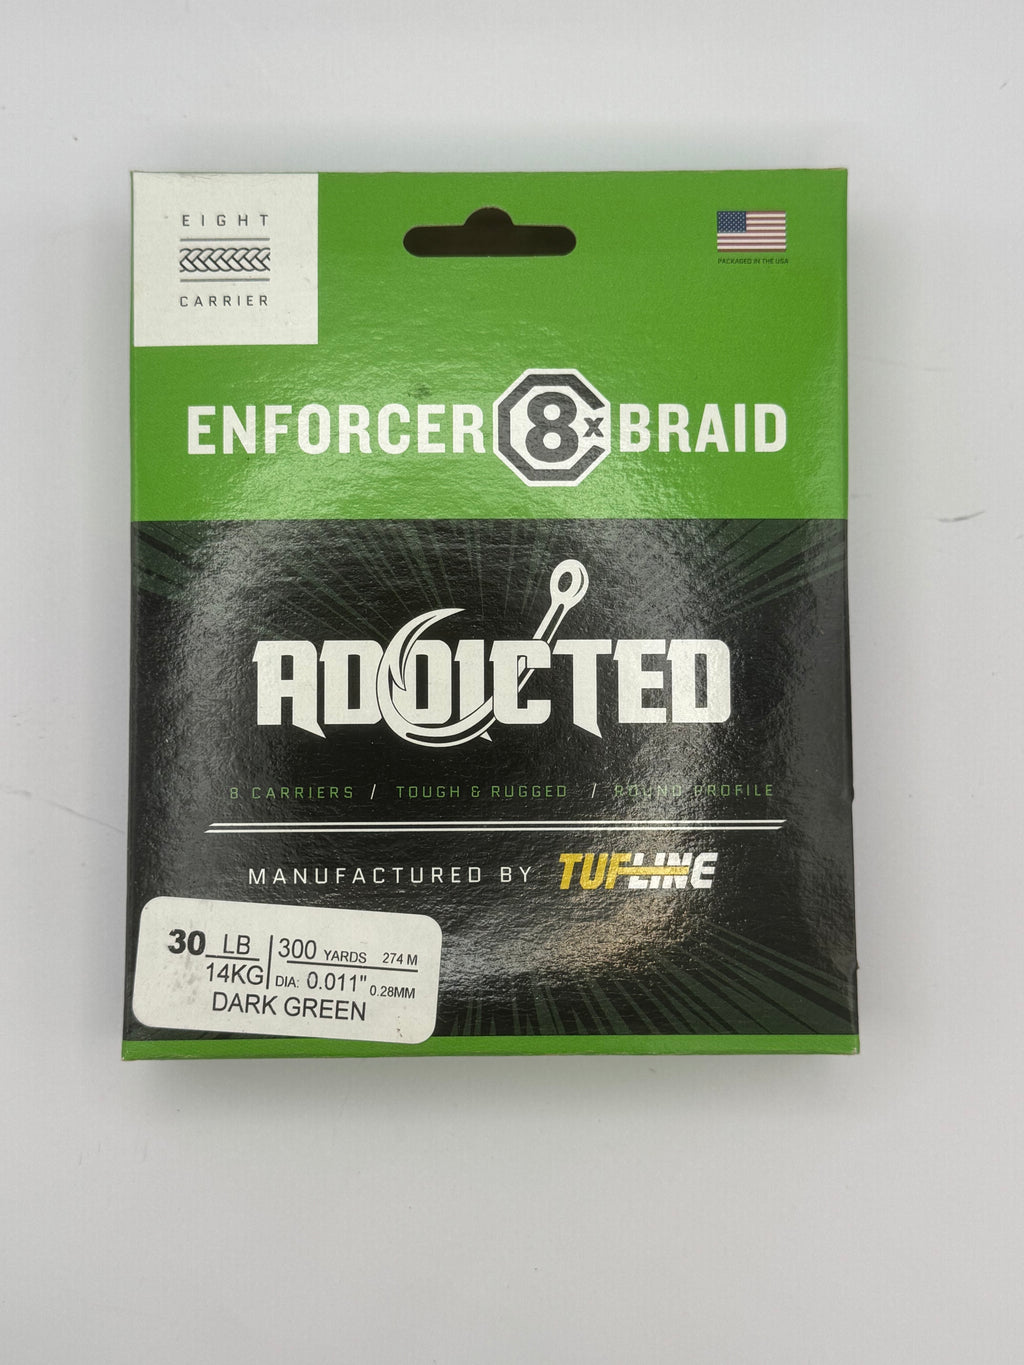 EIGHT
CARRIER
PACKAGED IN THE USA
ENFORCER 8x BRAID
ADDICTED
8 CARRIERS / TOUGH & RUGGED / ROUND PROFILE
MANUFACTURED BY TUFLINE
30 LB 300 YARDS 274 M
14KG DIA: 0.011" 0.28MM
DARK GREEN